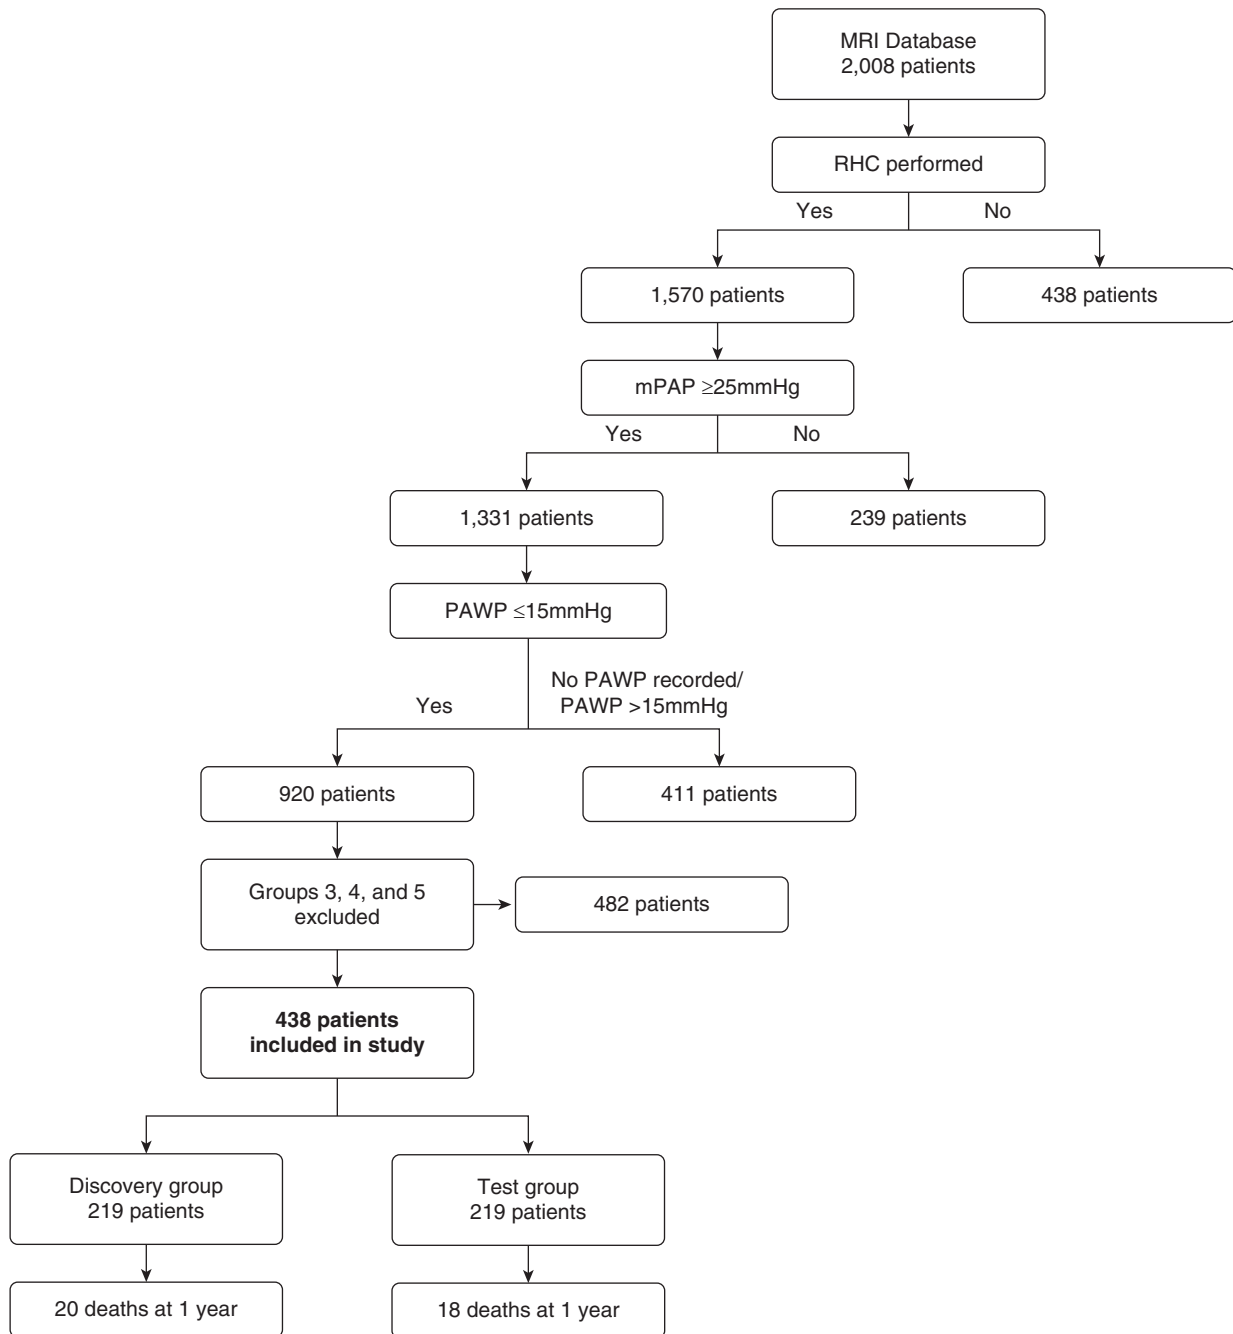 MRI Database
2,008 patients
RHC performed
Yes
No
1,570 patients
438 patients
mPAP ≥25mmHg
Yes
No
1,331 patients
239 patients
PAWP ≤15mmHg
No PAWP recorded/
PAWP >15mmHg
Yes
920 patients
411 patients
Groups 3, 4, and 5
excluded
482 patients
438 patients
included in study
Discovery group
219 patients
Test group
219 patients
20 deaths at 1 year
18 deaths at 1 year